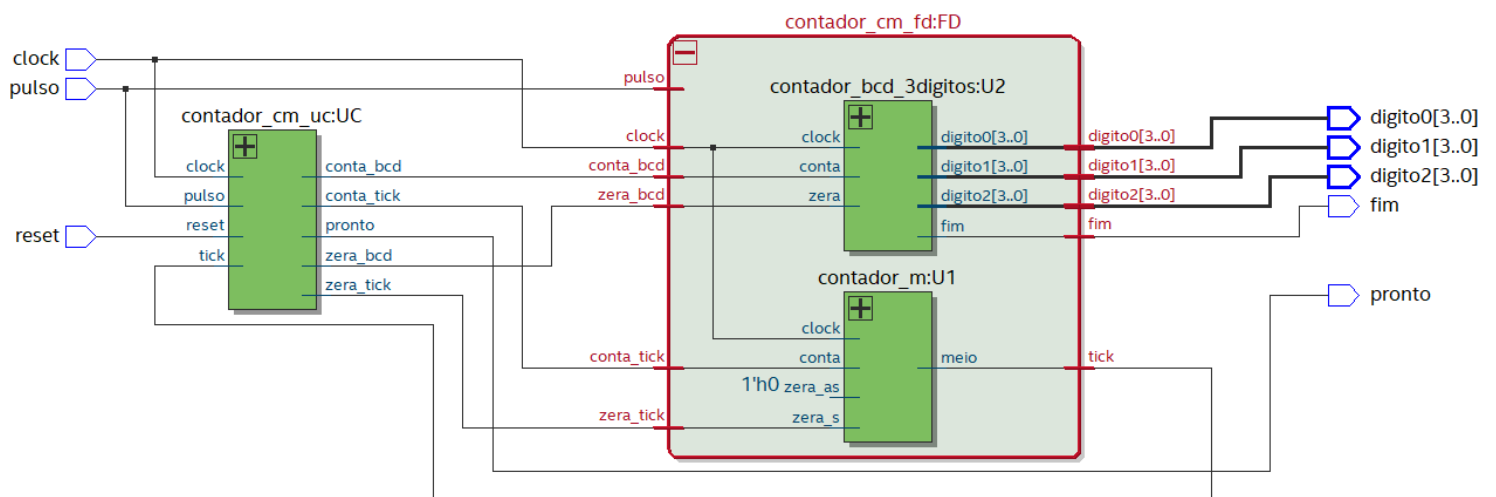 contador_cm_fd:FD
clock
pulso
reset
contador_cm_uc:UC
clock
pulso
reset
tick
conta_bcd
conta_tick
pronto
zera_bcd
zera_tick
pulso
clock
conta_bcd
zera_bcd
conta_tick
zera_tick
contador_bcd_3digitos:U2
clock
conta
zera
digito0[3..0]
digito1[3..0]
digito2[3..0]
fim
contador_m:U1
clock
conta
1'h0 zera_as
zera_s
meio
digito0[3..0]
digito1[3..0]
digito2[3..0]
fim
tick
digito0[3..0]
digito1[3..0]
digito2[3..0]
fim
pronto